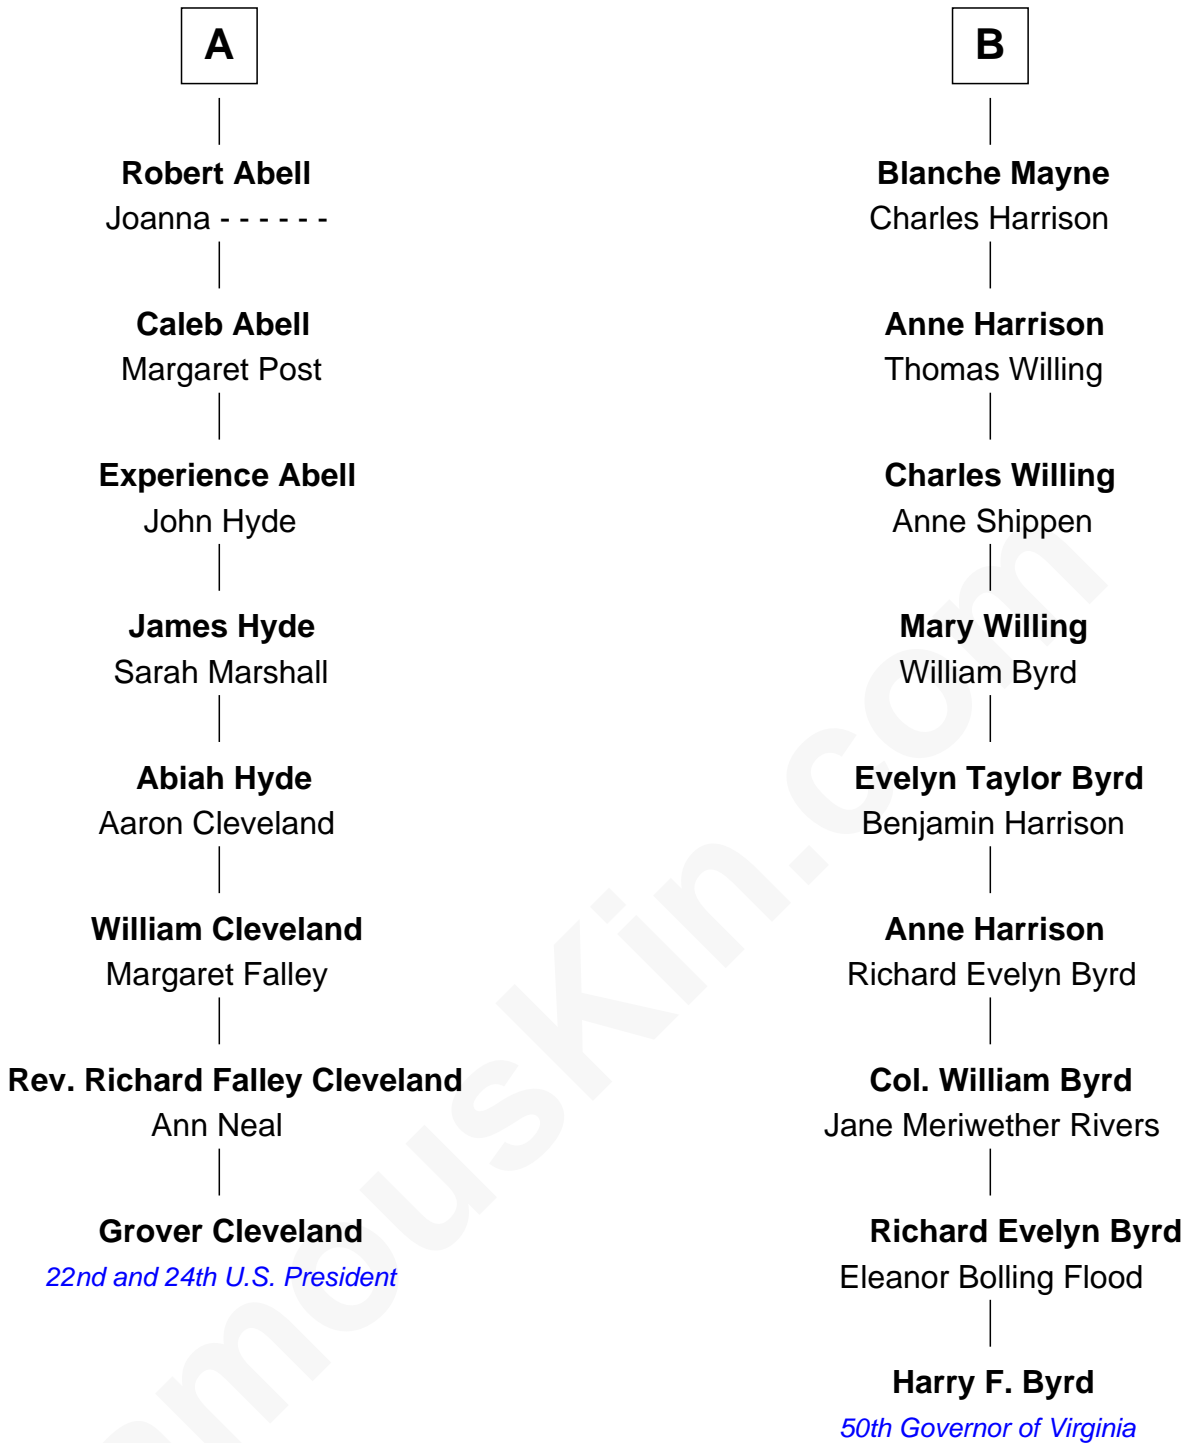 A
Robert Abell
Joanna - - - - - -
Caleb Abell
Margaret Post
Experience Abell
John Hyde
James Hyde
Sarah Marshall
Abiah Hyde
Aaron Cleveland
William Cleveland
Margaret Falley
Rev. Richard Falley Cleveland
Ann Neal
Grover Cleveland
22nd and 24th U.S. President
B
Blanche Mayne
Charles Harrison
Anne Harrison
Thomas Willing
Charles Willing
Anne Shippen
Mary Willing
William Byrd
Evelyn Taylor Byrd
Benjamin Harrison
Anne Harrison
Richard Evelyn Byrd
Col. William Byrd
Jane Meriwether Rivers
Richard Evelyn Byrd
Eleanor Bolling Flood
Harry F. Byrd
50th Governor of Virginia
amouskin.com